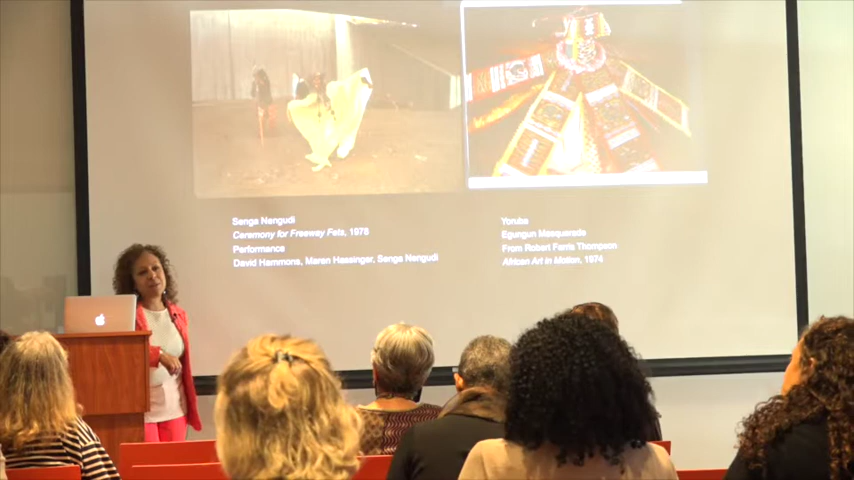 Senga Nengudi
Ceremony for Freeway Fets, 1978
Performance
David Hammons, Maren Hassinger, Senga Nengudi
Yoruba
Egungun Masquerade
From Robert Farris Thompson
African Art in Motion, 1974